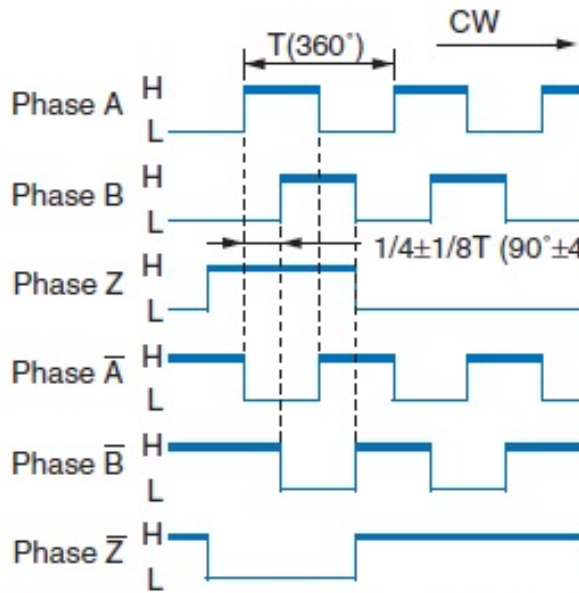 T(360°)
CW
Phase A
H
L
Phase B
H
L
1/4±1/8T (90°±4
Phase Z
H
L
Phase A̅
H
L
Phase B̅
H
L
Phase Z̅
H
L